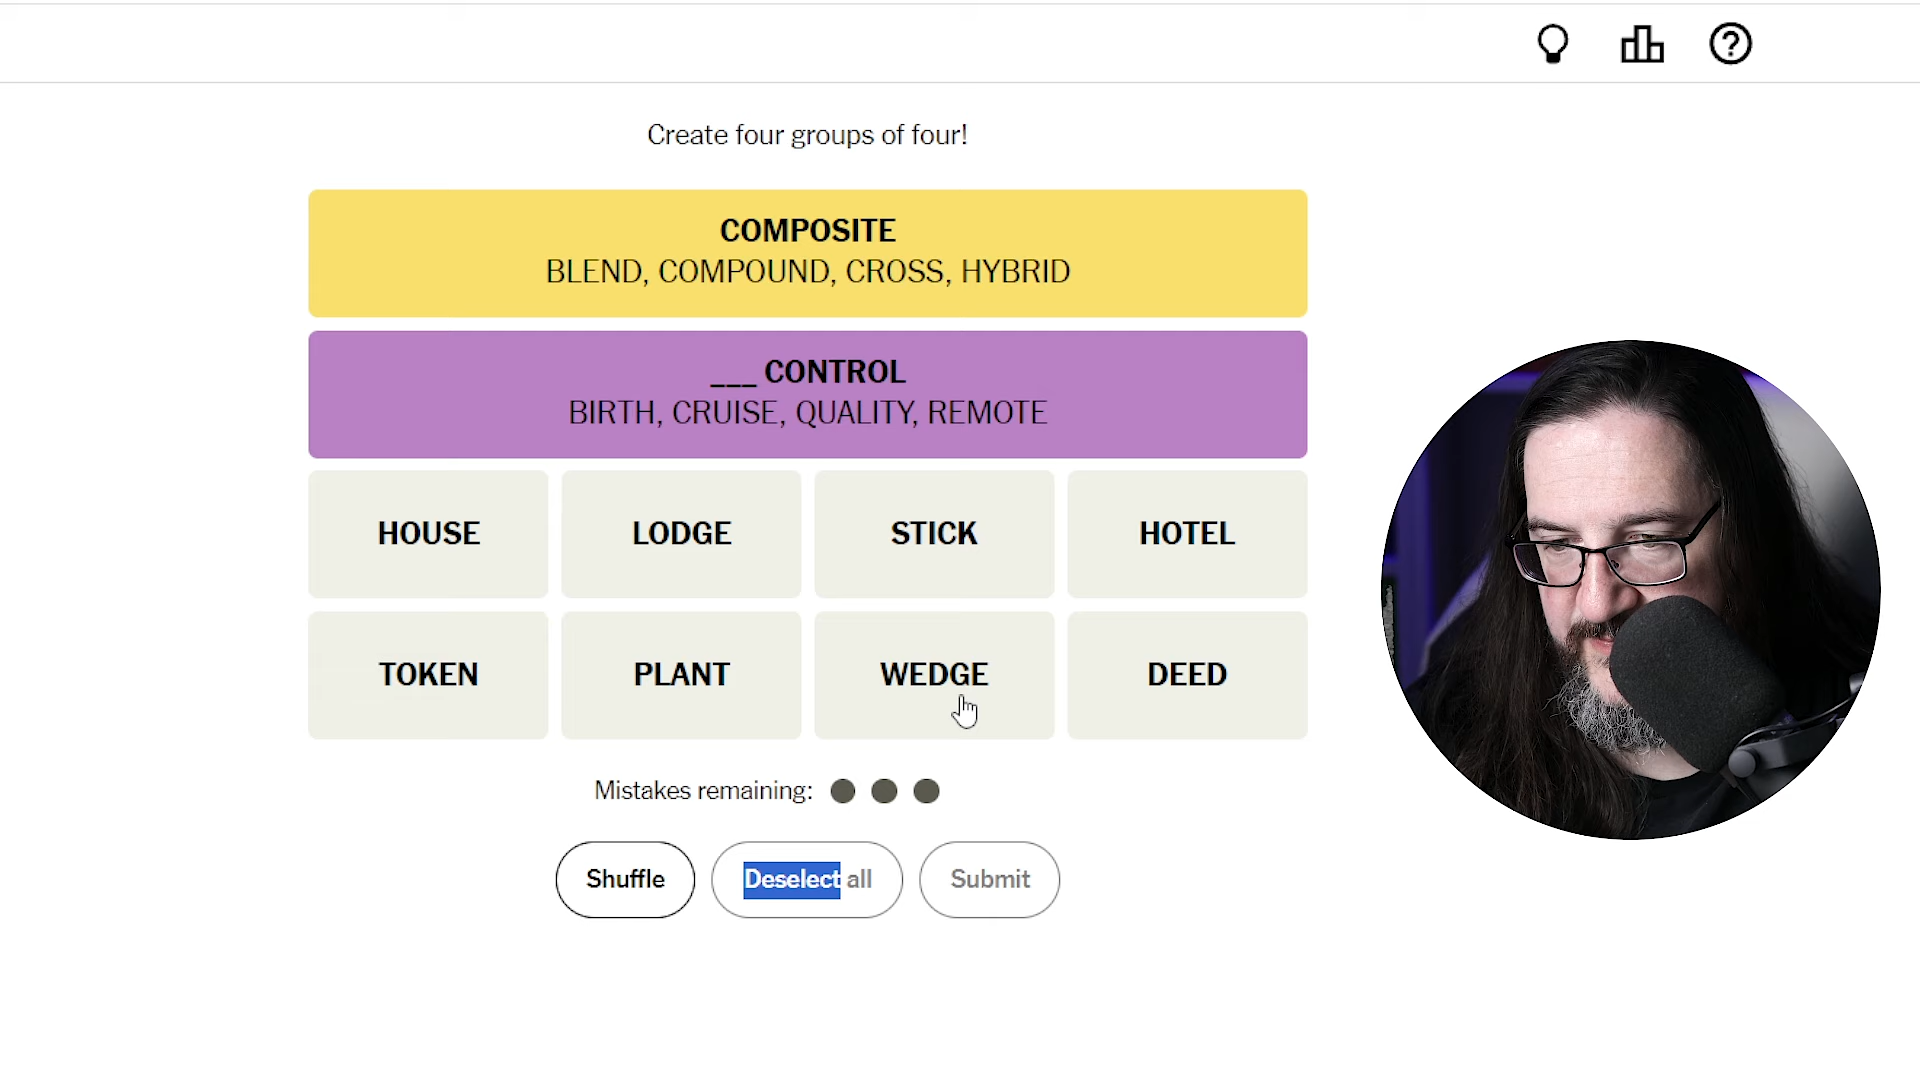 Create four groups of four!
COMPOSITE
BLEND, COMPOUND, CROSS, HYBRID
___ CONTROL
BIRTH, CRUISE, QUALITY, REMOTE
HOUSE LODGE STICK HOTEL
TOKEN PLANT WEDGE DEED
Mistakes remaining:
Shuffle Deselect all Submit